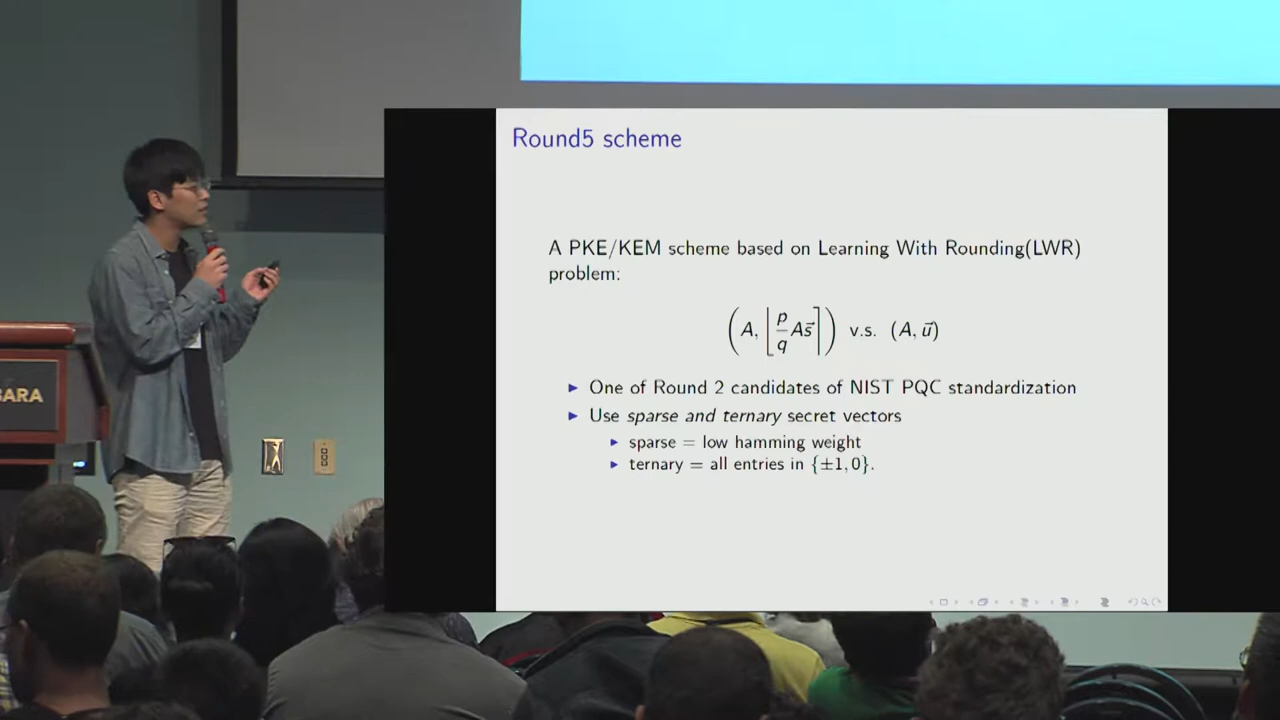 Round5 scheme
A PKE/KEM scheme based on Learning With Rounding(LWR)
problem:
(A, ⌊p/q As⃗⌉) v.s. (A, u⃗)
▶ One of Round 2 candidates of NIST PQC standardization
▶ Use sparse and ternary secret vectors
▶ sparse = low hamming weight
▶ ternary = all entries in {±1, 0}.
BARA